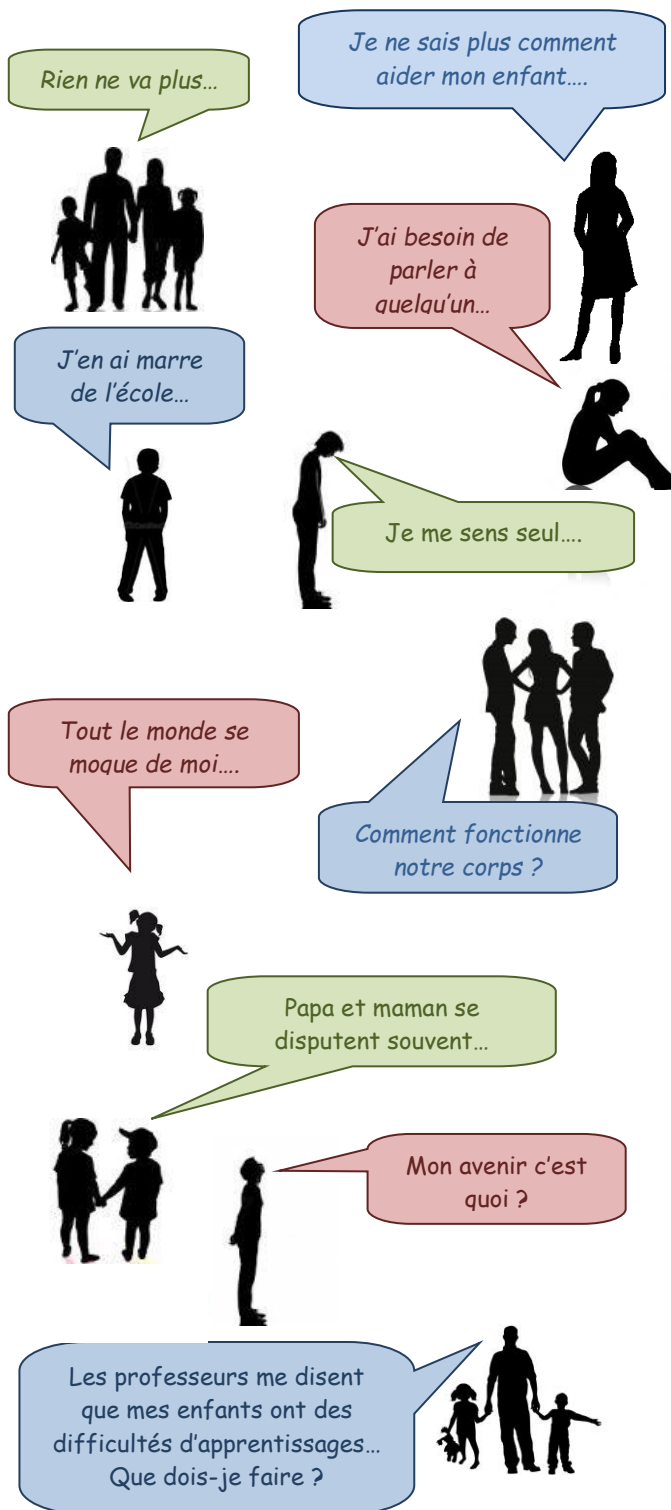 Rien ne va plus…
Je ne sais plus comment
aider mon enfant….
J'ai besoin de
parler à
quelqu'un…
J'en ai marre
de l'école…
Je me sens seul….
Tout le monde se
moque de moi….
Comment fonctionne
notre corps ?
Papa et maman se
disputent souvent…
Mon avenir c'est
quoi ?
Les professeurs me disent
que mes enfants ont des
difficultés d'apprentissages…
Que dois-je faire ?